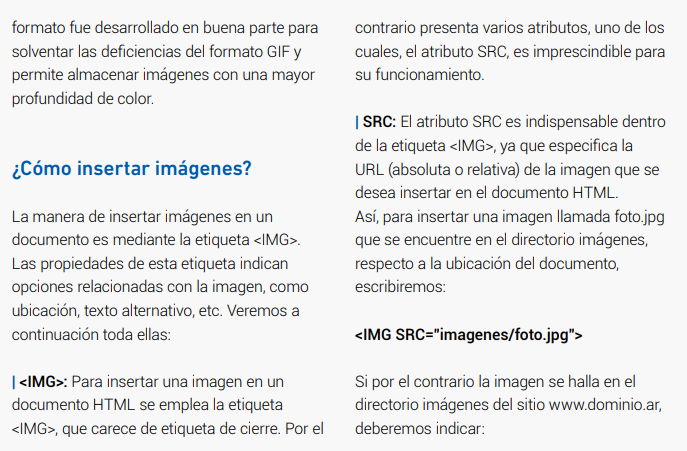 formato fue desarrollado en buena parte para
solventar las deficiencias del formato GIF y
permite almacenar imágenes con una mayor
profundidad de color.
¿Cómo insertar imágenes?
La manera de insertar imágenes en un
documento es mediante la etiqueta <IMG>.
Las propiedades de esta etiqueta indican
opciones relacionadas con la imagen, como
ubicación, texto alternativo, etc. Veremos a
continuación toda ellas:
| <IMG>: Para insertar una imagen en un
documento HTML se emplea la etiqueta
<IMG>, que carece de etiqueta de cierre. Por el
contrario presenta varios atributos, uno de los
cuales, el atributo SRC, es imprescindible para
su funcionamiento.
| SRC: El atributo SRC es indispensable dentro
de la etiqueta <IMG>, ya que especifica la
URL (absoluta o relativa) de la imagen que se
desea insertar en el documento HTML.
Así, para insertar una imagen llamada foto.jpg
que se encuentre en el directorio imágenes,
respecto a la ubicación del documento,
escribiremos:
<IMG SRC="imagenes/foto.jpg">
Si por el contrario la imagen se halla en el
directorio imágenes del sitio www.dominio.ar,
deberemos indicar: